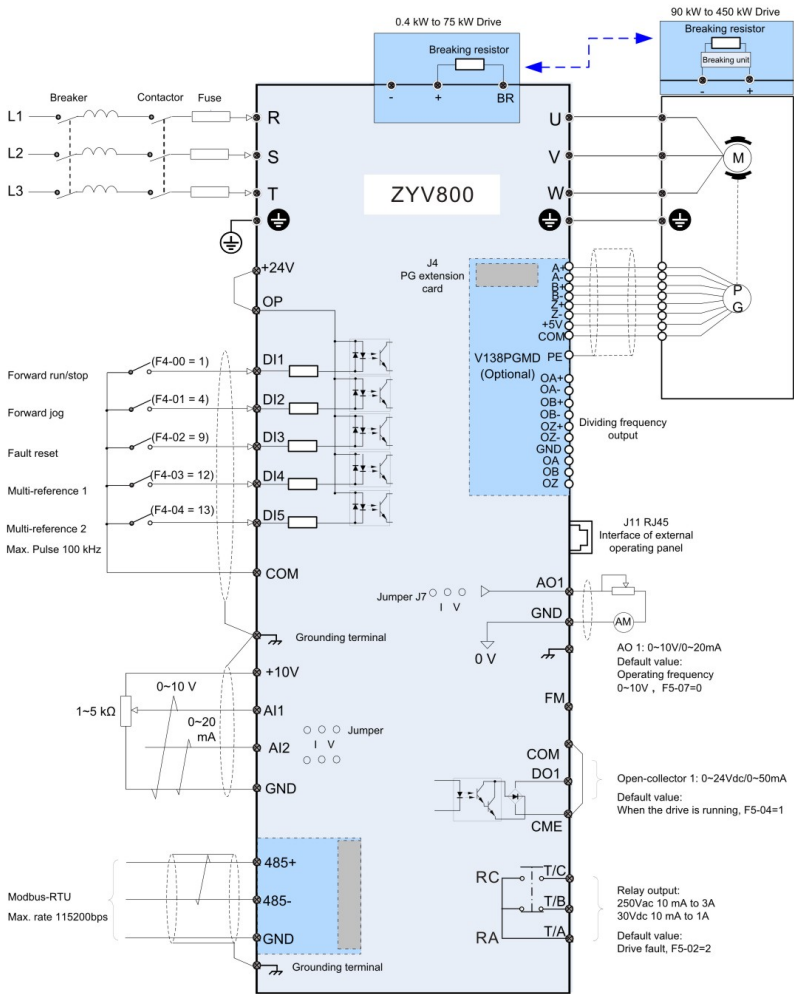 0.4 kW to 75 kW Drive
Breaking resistor
-
+
BR
90 kW to 450 kW Drive
Breaking resistor
Breaking unit
-
+
Breaker
Contactor
Fuse
L1
L2
L3
R
S
T
ZYV800
U
V
W
M
+24V
OP
J4
PG extension
card
V138PGMD
(Optional)
A+
A-
B+
B-
Z+
Z-
+5V
COM
PE
P
G
OA+
OA-
OB+
OB-
OZ+
OZ-
GND
OA
OB
OZ
Dividing frequency
output
Forward run/stop
(F4-00 = 1)
DI1
Forward jog
(F4-01 = 4)
DI2
Fault reset
(F4-02 = 9)
DI3
Multi-reference 1
(F4-03 = 12)
DI4
Multi-reference 2
(F4-04 = 13)
DI5
Max. Pulse 100 kHz
COM
Grounding terminal
J11 RJ45
Interface of external
operating panel
Jumper J7
I V
AO1
GND
0 V
AM
AO 1: 0~10V/0~20mA
Default value:
Operating frequency
0~10V , F5-07=0
+10V
1~5 kΩ
0~10 V
AI1
0~20
mA
AI2
GND
Jumper
I V
FM
COM
DO1
CME
Open-collector 1: 0~24Vdc/0~50mA
Default value:
When the drive is running, F5-04=1
Modbus-RTU
Max. rate 115200bps
485+
485-
GND
Grounding terminal
RC
RA
T/C
T/B
T/A
Relay output:
250Vac 10 mA to 3A
30Vdc 10 mA to 1A
Default value:
Drive fault, F5-02=2